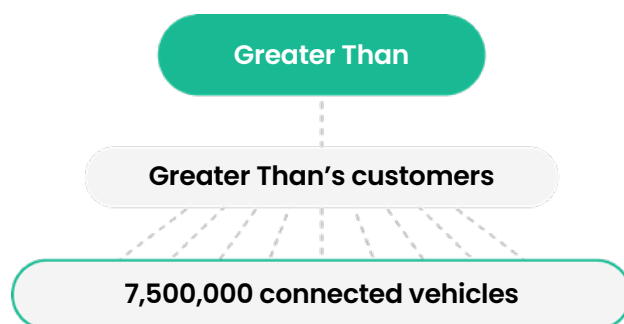 Greater Than
Greater Than’s customers
7,500,000 connected vehicles